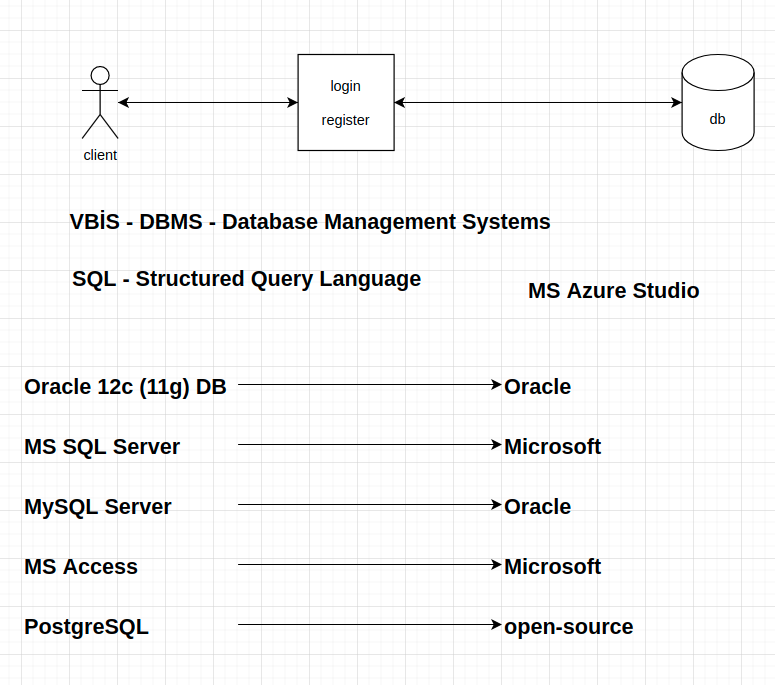 login
register
db
client
VBİS - DBMS - Database Management Systems
SQL - Structured Query Language
MS Azure Studio
Oracle 12c (11g) DB
Oracle
MS SQL Server
Microsoft
MySQL Server
Oracle
MS Access
Microsoft
PostgreSQL
open-source